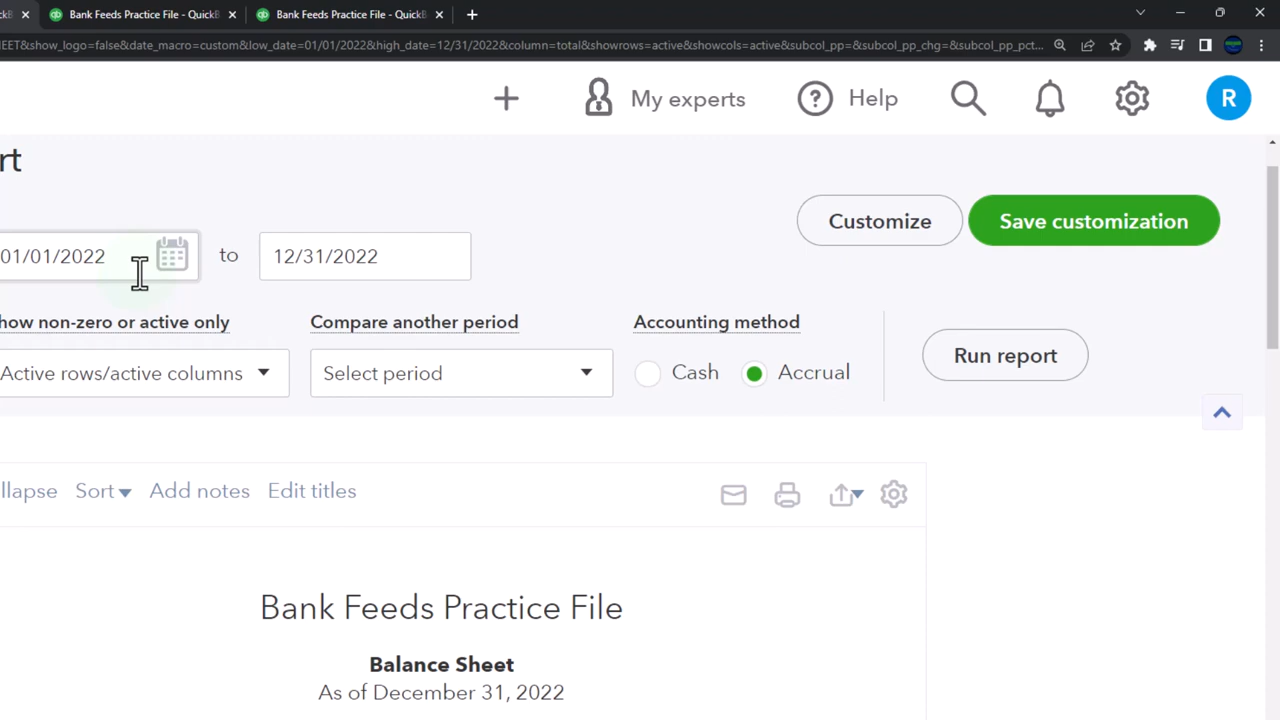 Bank Feeds Practice File - QuickB
Bank Feeds Practice File - QuickB
EET&show_logo=false&date_macro=custom&low_date=01/01/2022&high_date=12/31/2022&column=total&showrows=active&showcols=active&subcol_pp=&subcol_pp_chg=&subcol_pp_pct...
My experts
Help
R
rt
Customize
Save customization
01/01/2022
to
12/31/2022
how non-zero or active only
Compare another period
Accounting method
Active rows/active columns
Select period
Cash
Accrual
Run report
llapse
Sort
Add notes
Edit titles
Bank Feeds Practice File
Balance Sheet
As of December 31, 2022